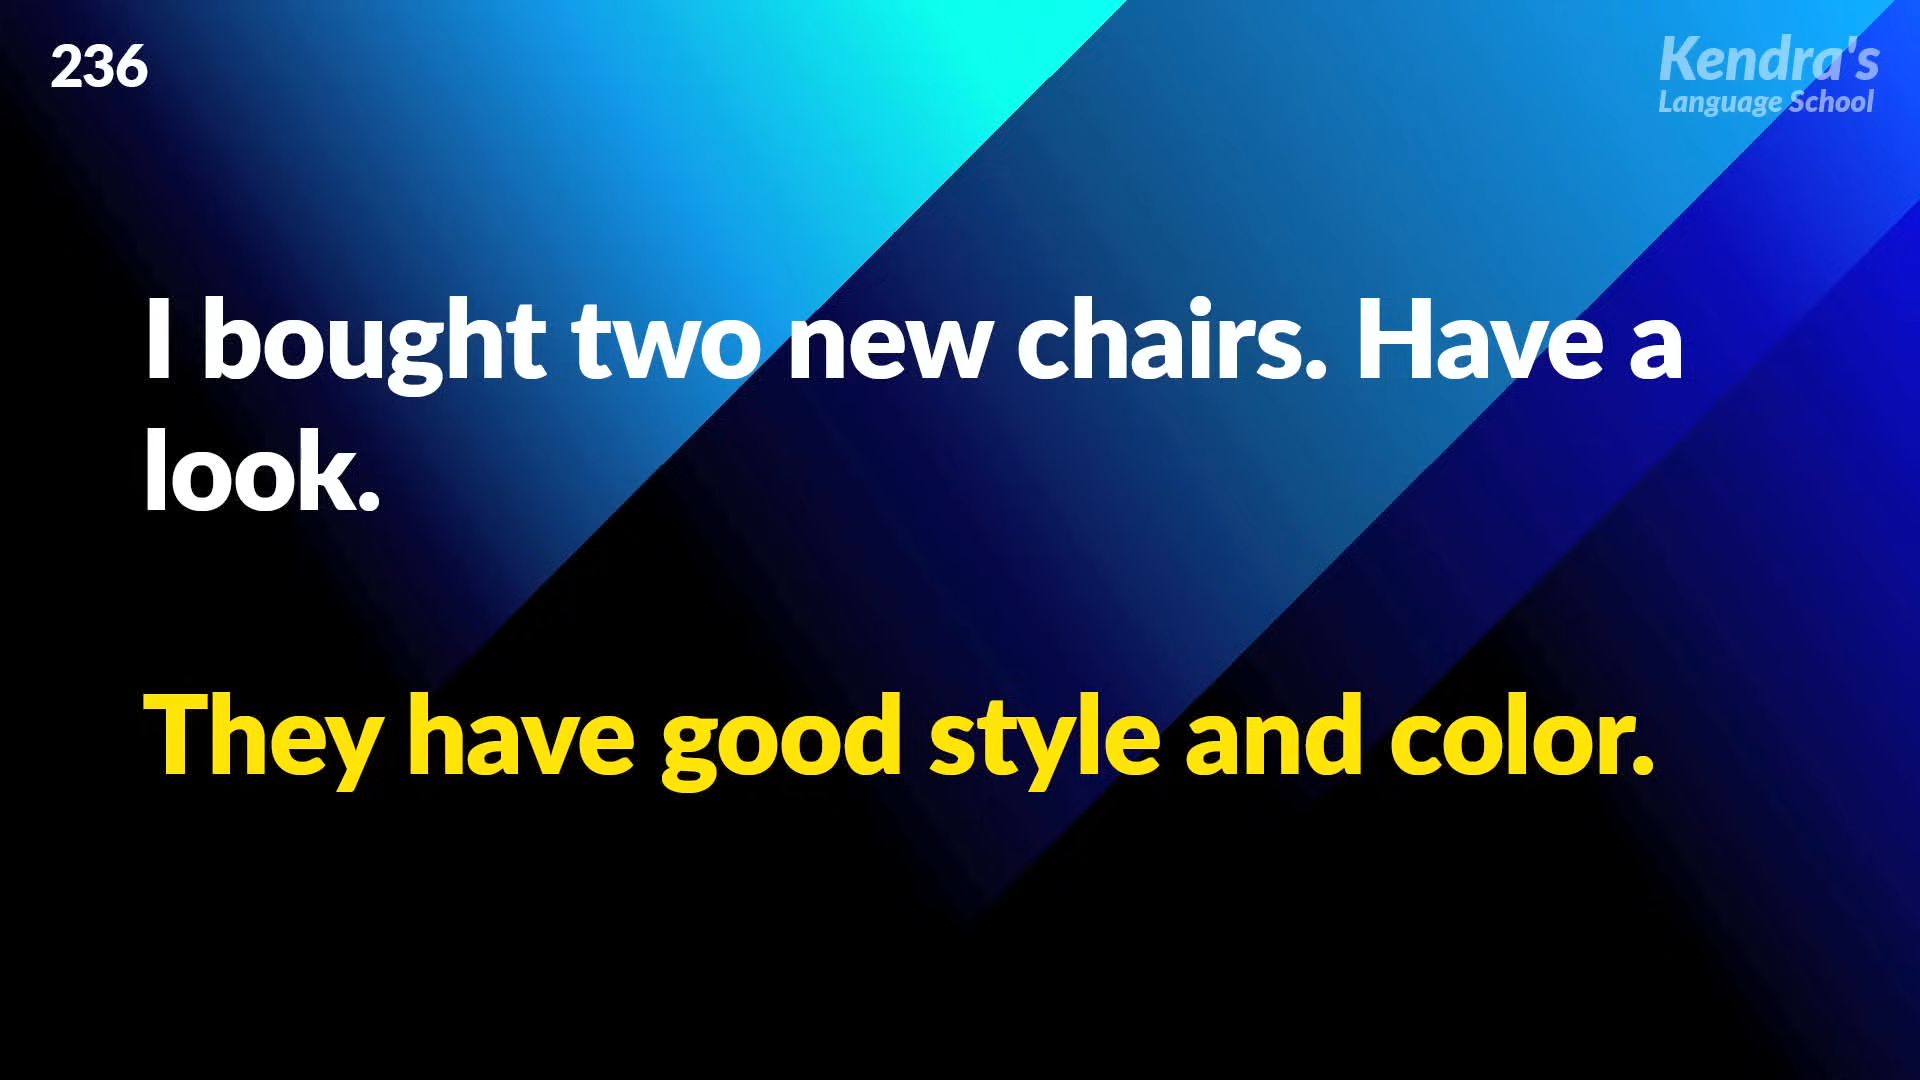 236
Kendra's
Language School
I bought two new chairs. Have a
look.
They have good style and color.